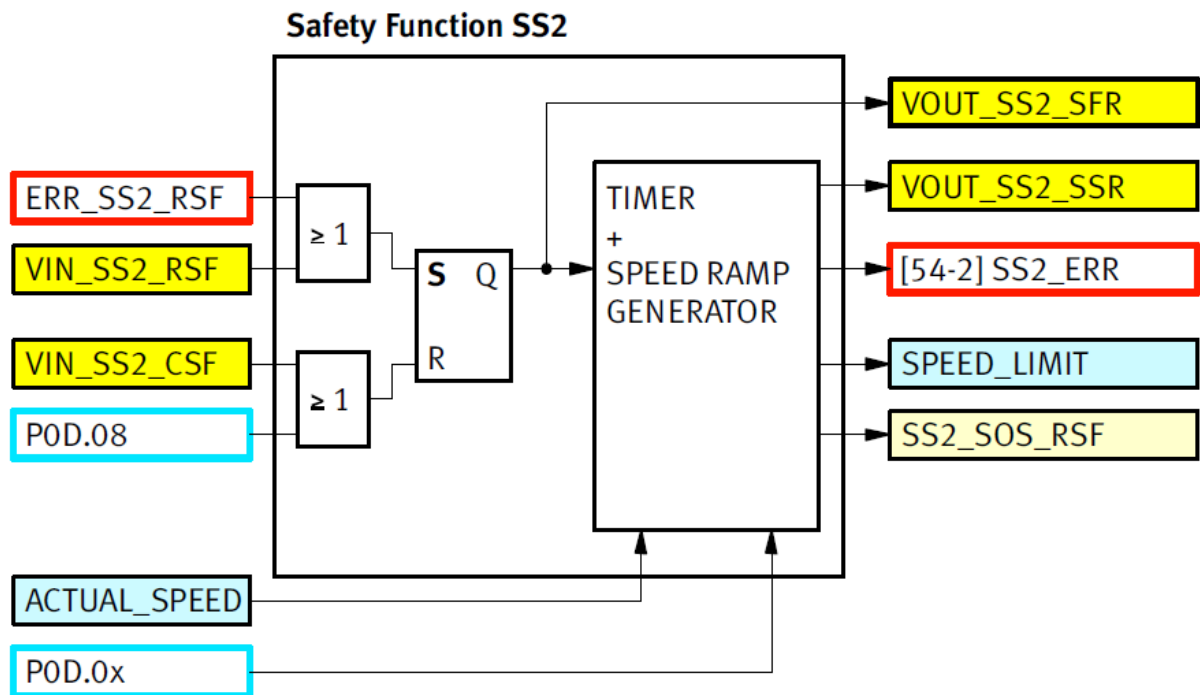 Safety Function SS2
ERR_SS2_RSF
VIN_SS2_RSF
VIN_SS2_CSF
P0D.08
ACTUAL_SPEED
P0D.0x
≥ 1
≥ 1
S Q
R
TIMER
+
SPEED RAMP
GENERATOR
VOUT_SS2_SFR
VOUT_SS2_SSR
[54-2] SS2_ERR
SPEED_LIMIT
SS2_SOS_RSF